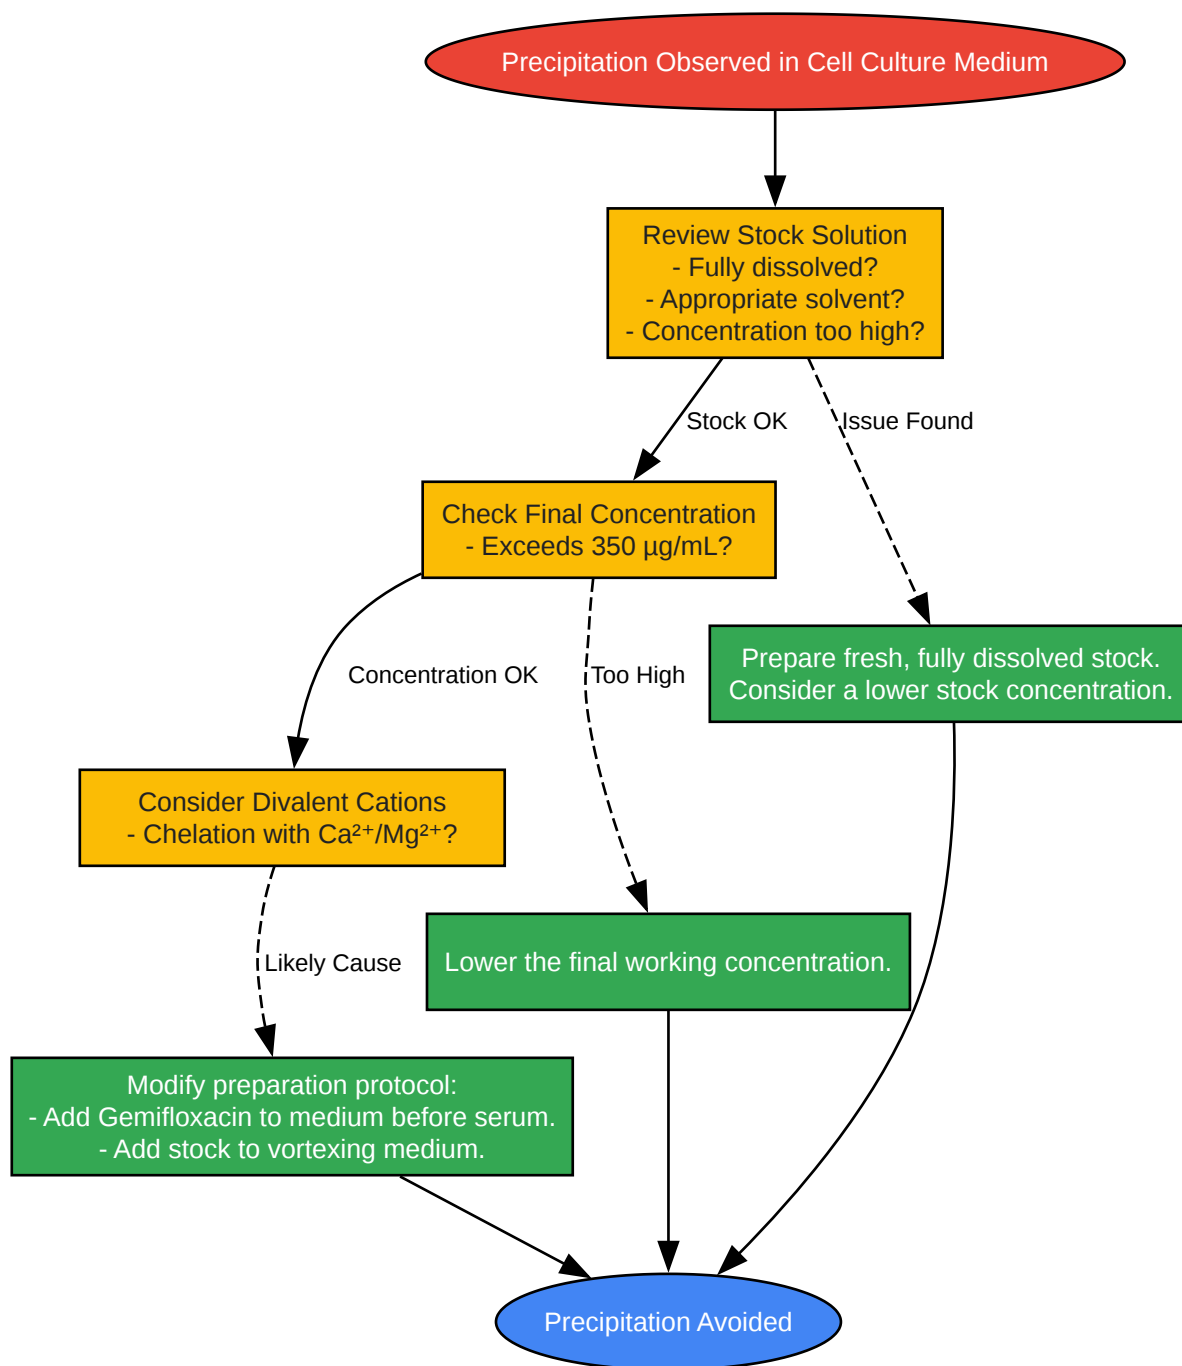 Precipitation Observed in Cell Culture Medium
Review Stock Solution
- Fully dissolved?
- Appropriate solvent?
- Concentration too high?
Stock OK
Issue Found
Check Final Concentration
- Exceeds 350 µg/mL?
Prepare fresh, fully dissolved stock.
Consider a lower stock concentration.
Concentration OK
Too High
Consider Divalent Cations
- Chelation with Ca²⁺/Mg²⁺?
Lower the final working concentration.
Likely Cause
Modify preparation protocol:
- Add Gemifloxacin to medium before serum.
- Add stock to vortexing medium.
Precipitation Avoided